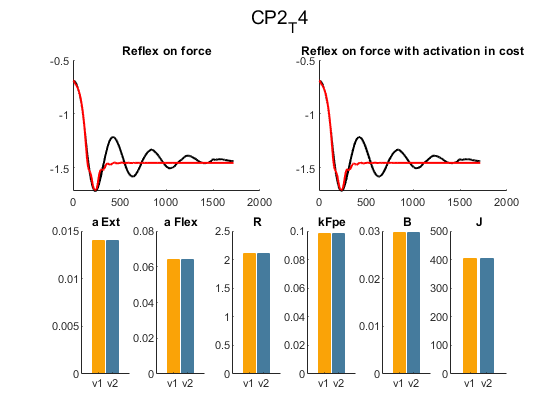 CP2_T4
Reflex on force
Reflex on force with activation in cost
-0.5
-1
-1.5
0 500 1000 1500 2000
-0.5
-1
-1.5
0 500 1000 1500 2000
a Ext
0.015
0.01
0.005
0
v1 v2
a Flex
0.08
0.06
0.04
0.02
0
v1 v2
R
2.5
2
1.5
1
0.5
0
v1 v2
kFpe
0.1
0.08
0.06
0.04
0.02
0
v1 v2
B
0.03
0.02
0.01
0
v1 v2
J
500
400
300
200
100
0
v1 v2